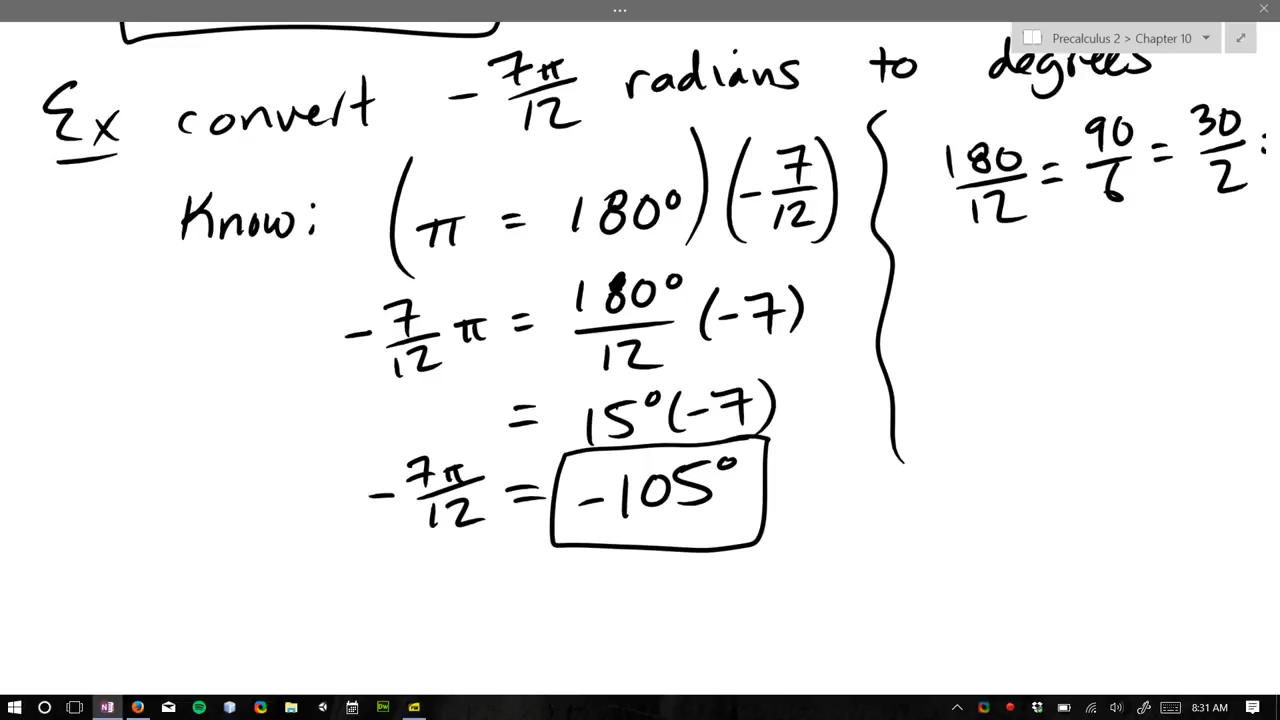 ...
Precalculus 2 > Chapter 10
Ex convert -7π/12 radians to degrees
Know: (π = 180°)(-7/12)
-7/12 π = 180°/12 (-7)
= 15°(-7)
-7π/12 = -105°
180/12 = 90/6 = 30/2 =
8:31 AM